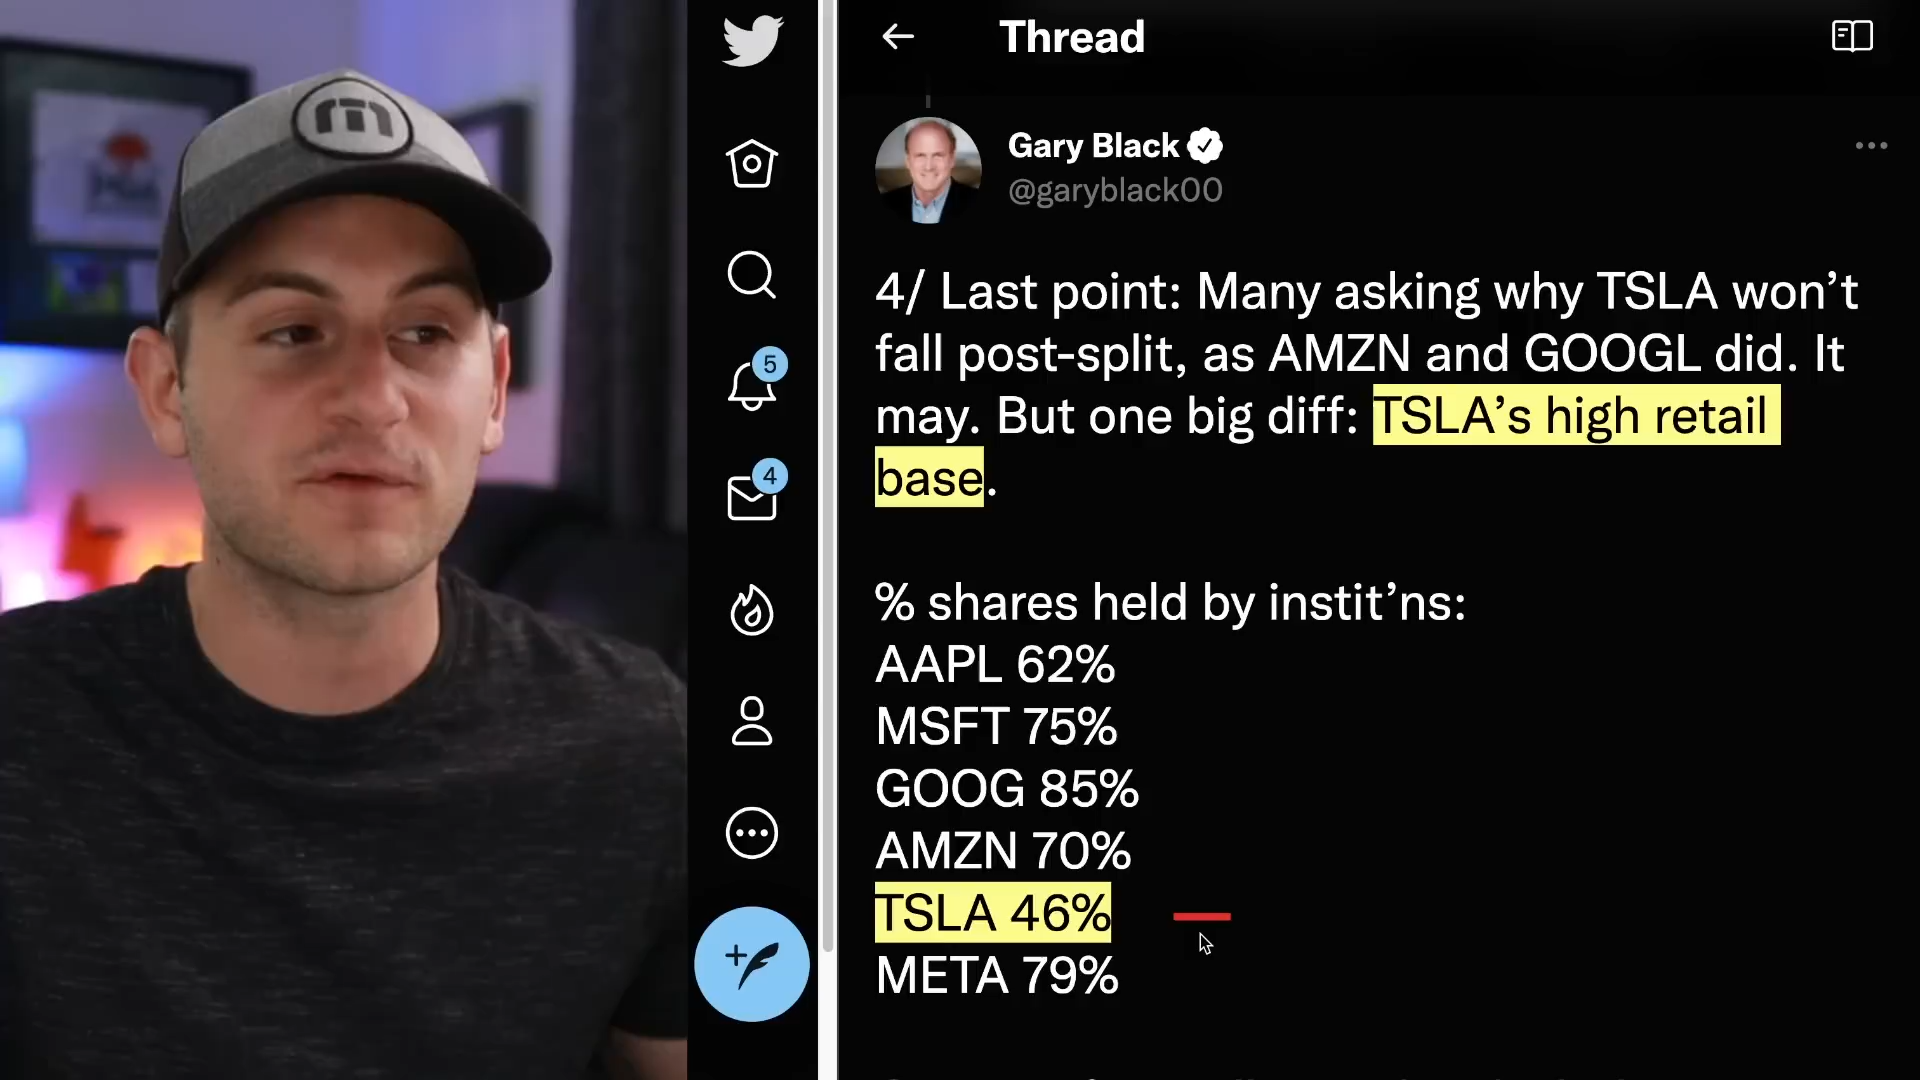 Thread
Gary Black
@garyblack00
4/ Last point: Many asking why TSLA won’t
fall post-split, as AMZN and GOOGL did. It
may. But one big diff: TSLA’s high retail
base.
5
4
% shares held by instit’ns:
AAPL 62%
MSFT 75%
GOOG 85%
AMZN 70%
TSLA 46%
META 79%